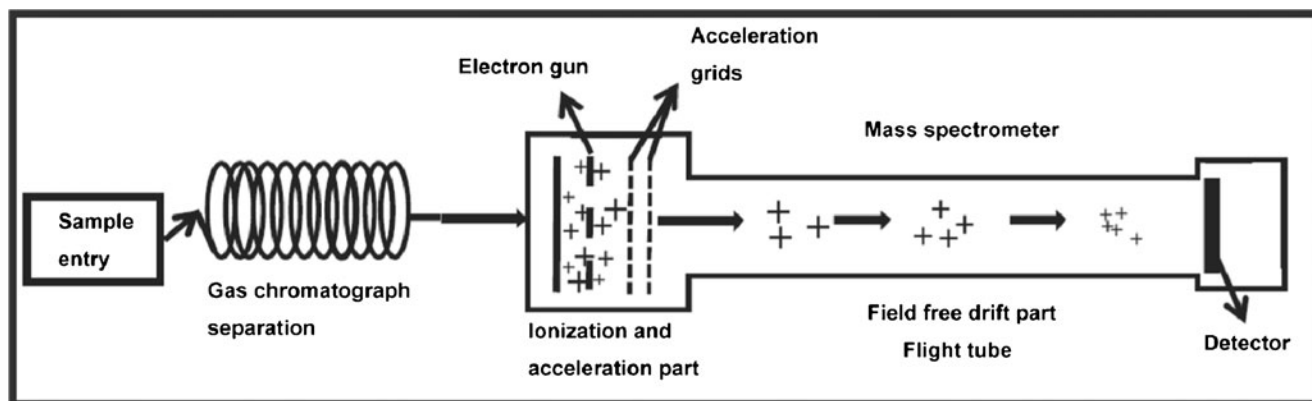 Acceleration
grids
Electron gun
Mass spectrometer
Sample
entry
Gas chromatograph
separation
Ionization and
acceleration part
Field free drift part
Flight tube
Detector